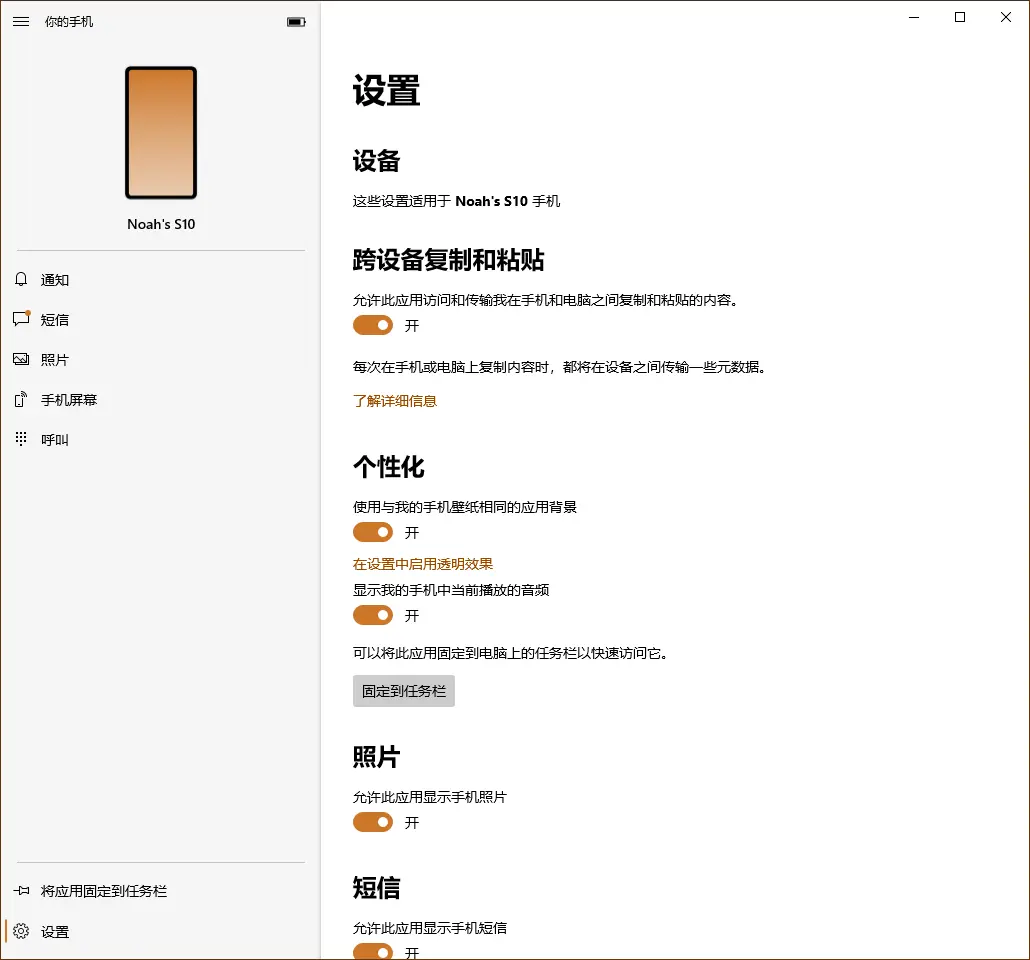 你的手机
Noah's S10
通知
短信
照片
手机屏幕
呼叫
将应用固定到任务栏
设置
设置
设备
这些设置适用于 Noah's S10 手机
跨设备复制和粘贴
允许此应用访问和传输我在手机和电脑之间复制和粘贴的内容。
开
每次在手机或电脑上复制内容时，都将在设备之间传输一些元数据。
了解详细信息
个性化
使用与我的手机壁纸相同的应用背景
开
在设置中启用透明效果
显示我的手机中当前播放的音频
开
可以将此应用固定到电脑上的任务栏以快速访问它。
固定到任务栏
照片
允许此应用显示手机照片
开
短信
允许此应用显示手机短信
开